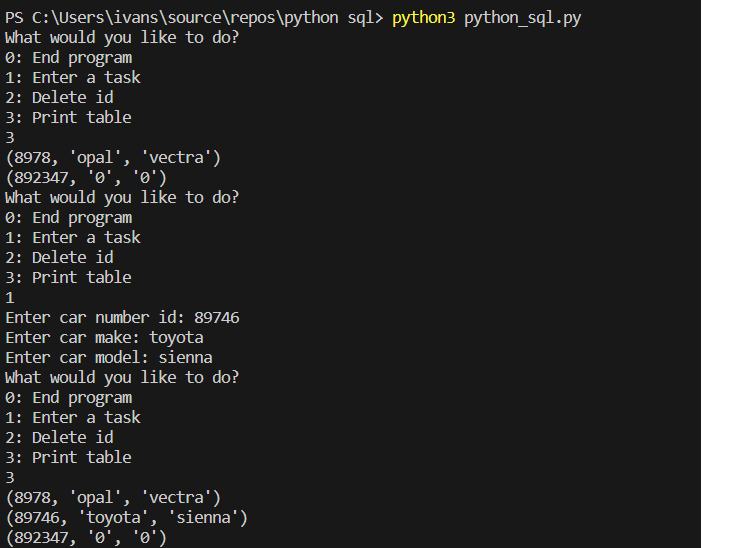 PS C:\Users\ivans\source\repos\python sql> python3 python_sql.py
What would you like to do?
0: End program
1: Enter a task
2: Delete id
3: Print table
3
(8978, 'opal', 'vectra')
(892347, '0', '0')
What would you like to do?
0: End program
1: Enter a task
2: Delete id
3: Print table
1
Enter car number id: 89746
Enter car make: toyota
Enter car model: sienna
What would you like to do?
0: End program
1: Enter a task
2: Delete id
3: Print table
3
(8978, 'opal', 'vectra')
(89746, 'toyota', 'sienna')
(892347, '0', '0')